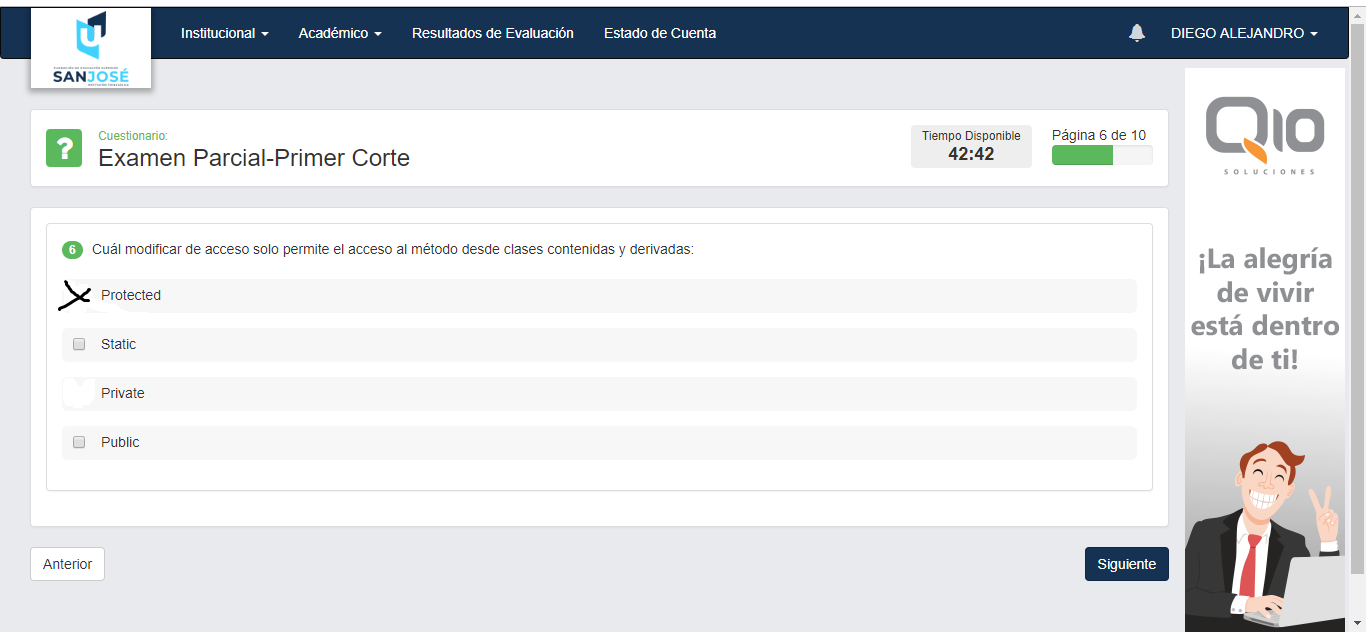 Institucional
Académico
Resultados de Evaluación
Estado de Cuenta
DIEGO ALEJANDRO
SANJOSÉ
Cuestionario:
Examen Parcial-Primer Corte
Tiempo Disponible
42:42
Página 6 de 10
QIO
SOLUCIONES
6 Cuál modificar de acceso solo permite el acceso al método desde clases contenidas y derivadas:
Protected
Static
Private
Public
¡La alegría
de vivir
está dentro
de ti!
Anterior
Siguiente